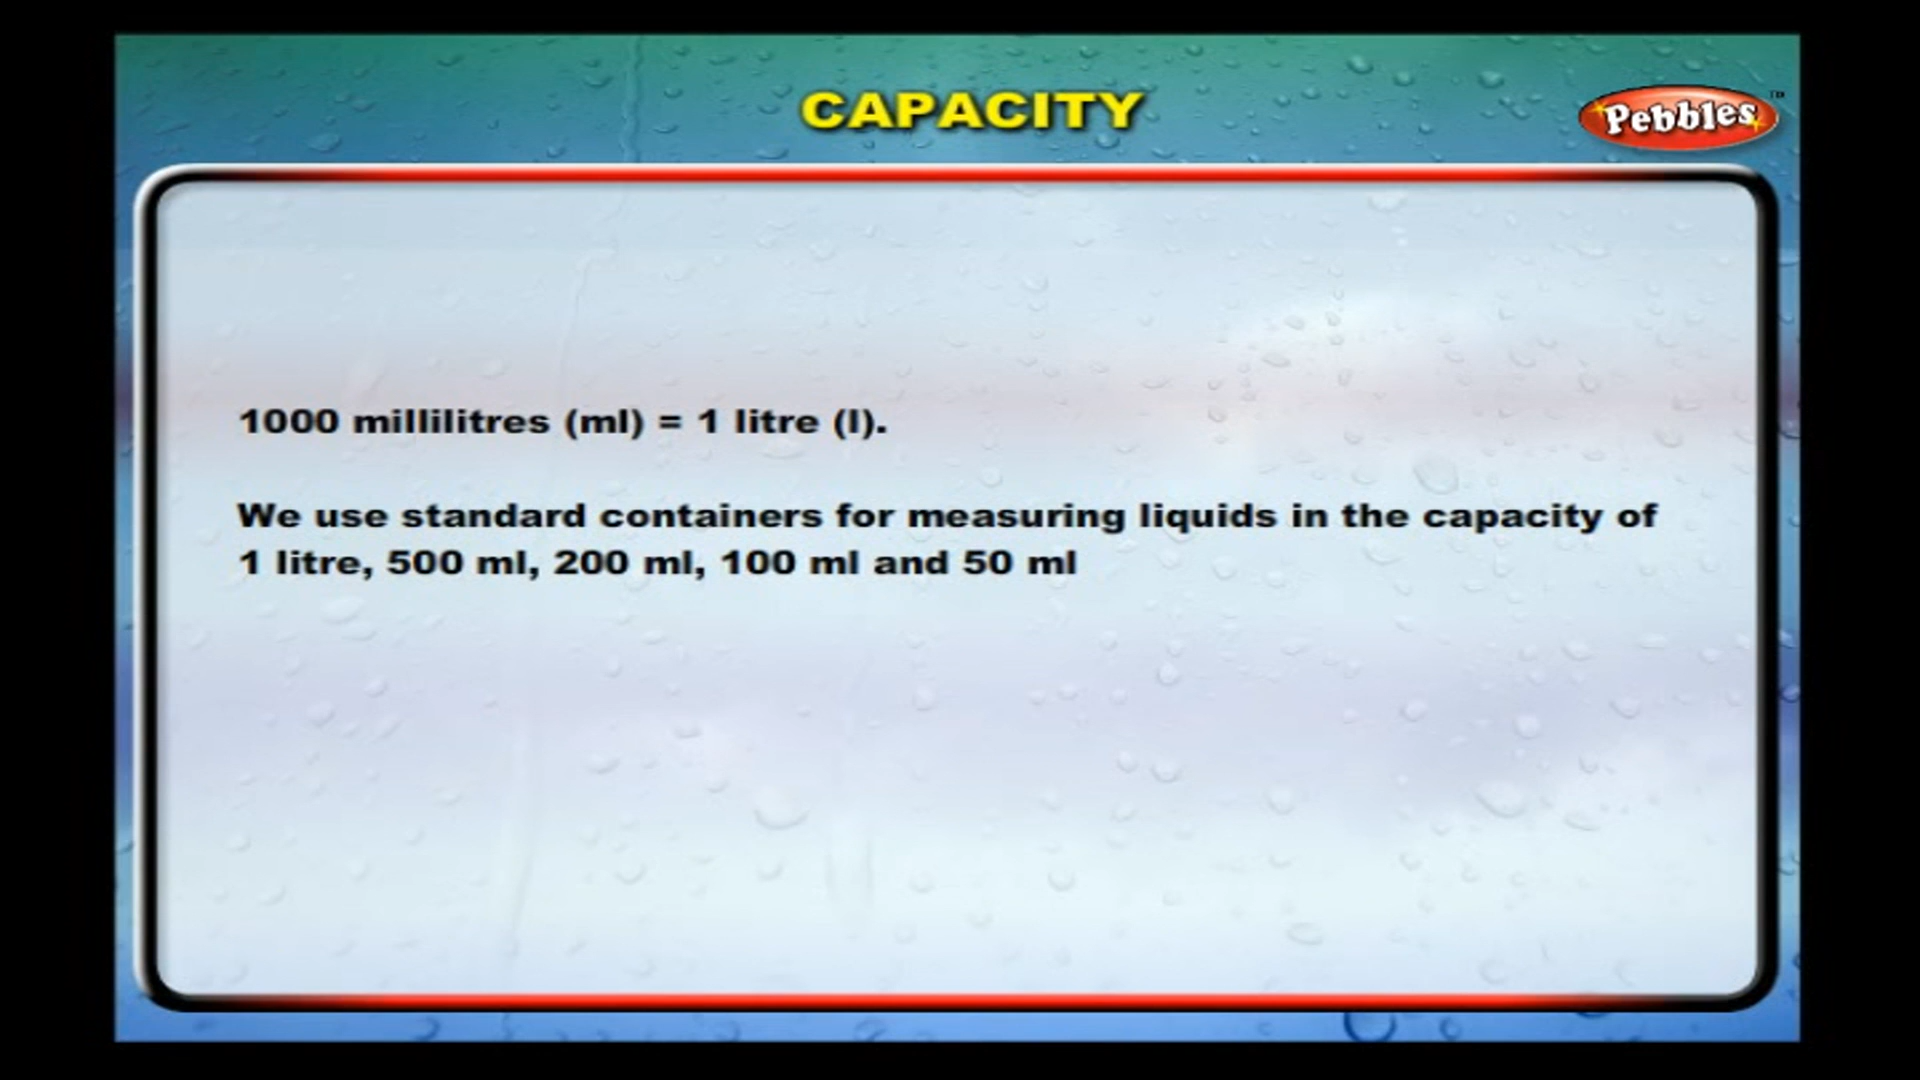 CAPACITY
Pebbles™
1000 millilitres (ml) = 1 litre (l).
We use standard containers for measuring liquids in the capacity of
1 litre, 500 ml, 200 ml, 100 ml and 50 ml